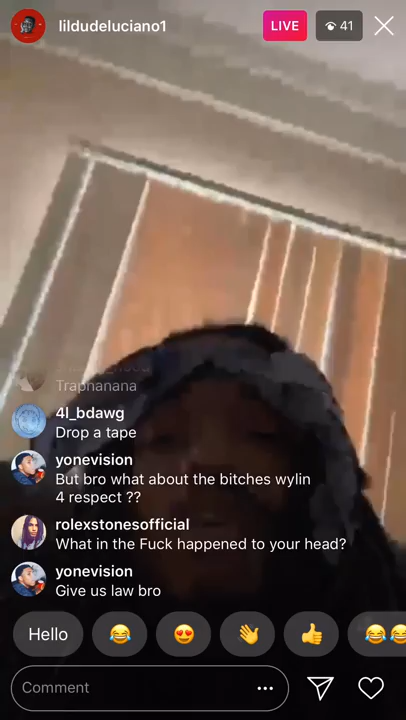 lildudeluciano1
LIVE
41
Traphanana
4l_bdawg
Drop a tape
yonevision
But bro what about the bitches wylin
4 respect ??
rolexstonesofficial
What in the Fuck happened to your head?
yonevision
Give us law bro
Hello
Comment